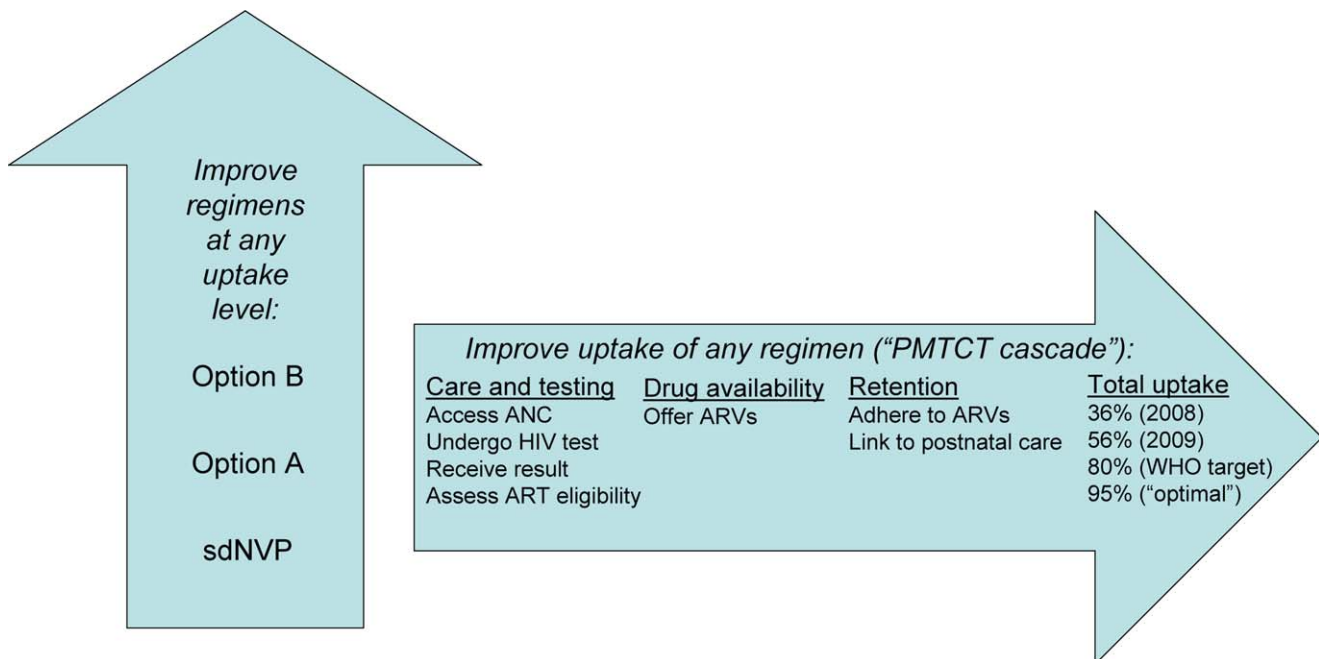 Improve
regimens
at any
uptake
level:
Option B
Option A
sdNVP
Improve uptake of any regimen (“PMTCT cascade”):
Care and testing
Access ANC
Undergo HIV test
Receive result
Assess ART eligibility
Drug availability
Offer ARVs
Retention
Adhere to ARVs
Link to postnatal care
Total uptake
36% (2008)
56% (2009)
80% (WHO target)
95% (“optimal”)